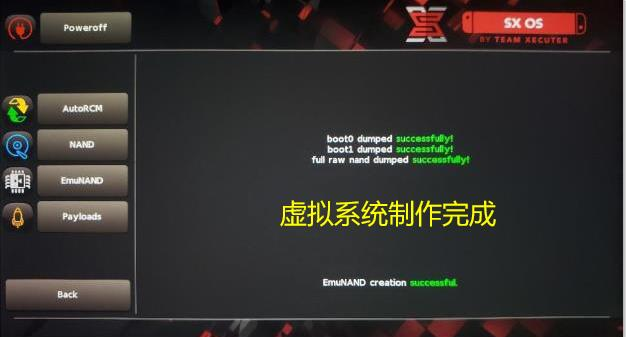 Poweroff
SX OS
BY TEAM XECUTER
AutoRCM
NAND
EmuNAND
Payloads
Back
boot0 dumped successfully!
boot1 dumped successfully!
full raw nand dumped successfully!
虚拟系统制作完成
EmuNAND creation successful.